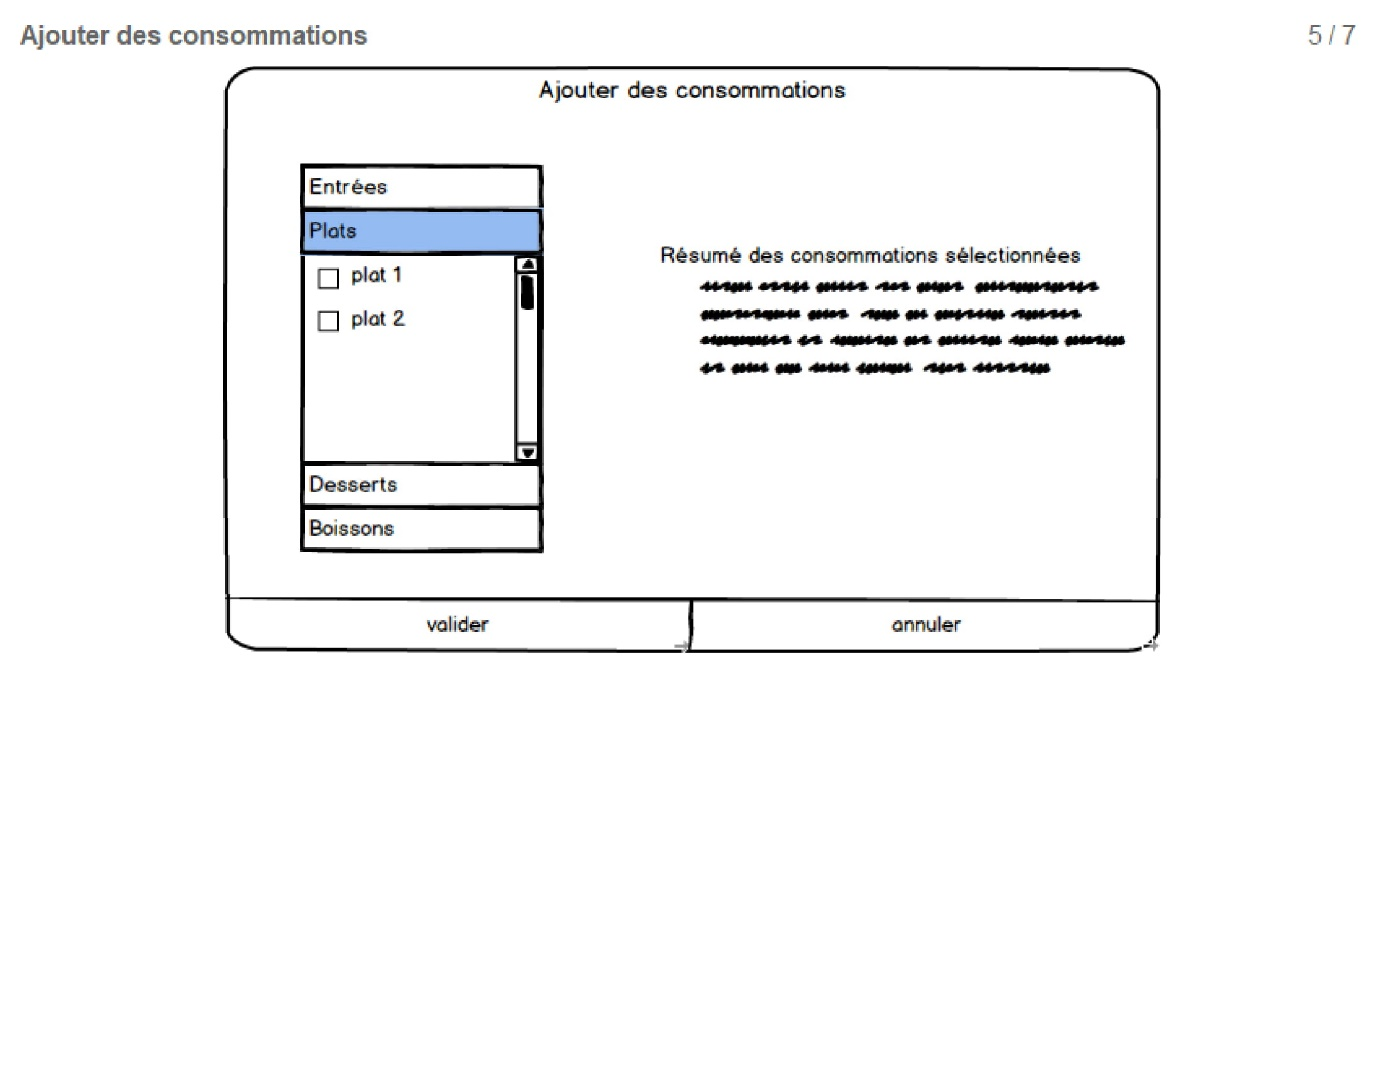 Ajouter des consommations
5 / 7
Ajouter des consommations
Entrées
Plats
plat 1
plat 2
Desserts
Boissons
Résumé des consommations sélectionnées
valider
annuler